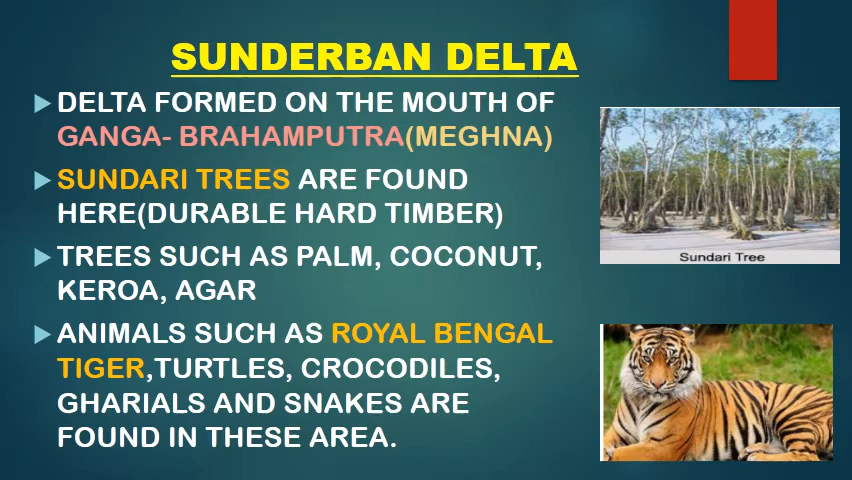 SUNDERBAN DELTA
DELTA FORMED ON THE MOUTH OF
GANGA- BRAHAMPUTRA(MEGHNA)
SUNDARI TREES ARE FOUND
HERE(DURABLE HARD TIMBER)
TREES SUCH AS PALM, COCONUT,
KEROA, AGAR
ANIMALS SUCH AS ROYAL BENGAL
TIGER,TURTLES, CROCODILES,
GHARIALS AND SNAKES ARE
FOUND IN THESE AREA.
Sundari Tree